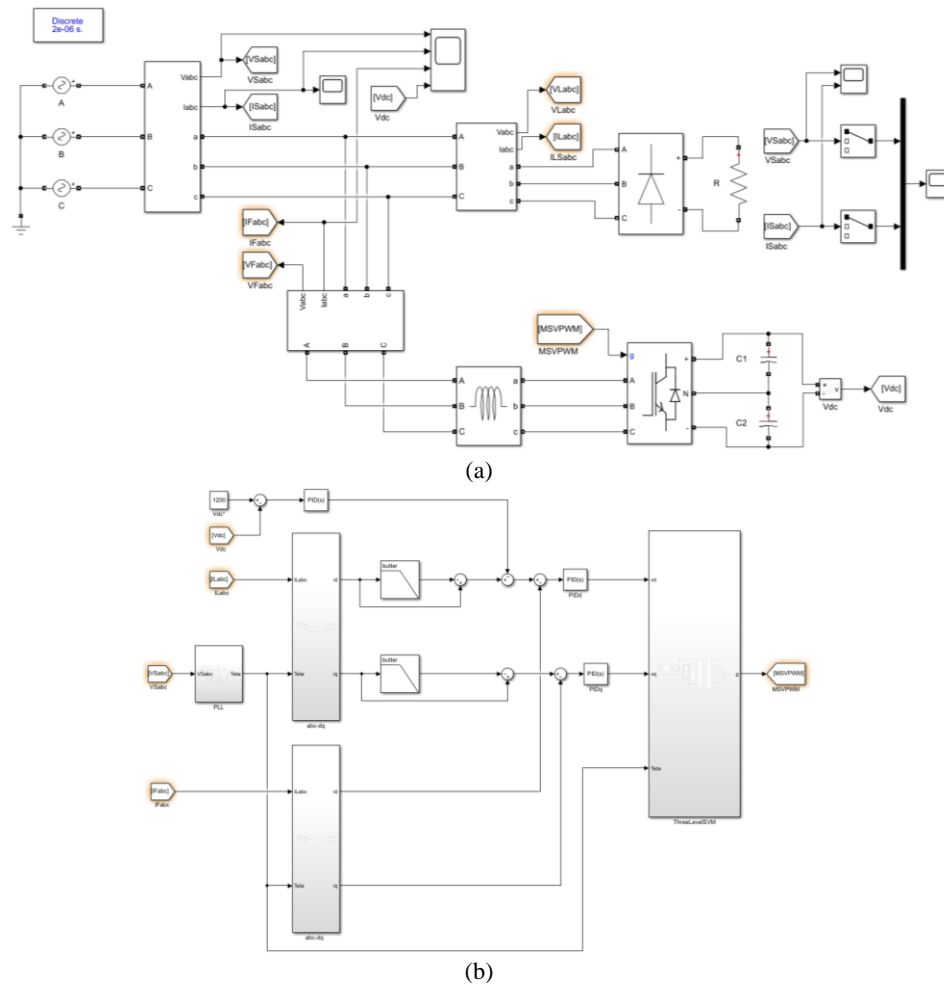 Discrete
2e-06 s.
A
B
C
A
B
C
Vabc
Iabc
a
b
c
[VSabc]
VSabc
[ISabc]
ISabc
[Vdc]
Vdc
A
B
C
Vabc
Iabc
a
b
c
[VLabc]
VLabc
[ILabc]
ILSabc
A
B
C
+
-
R
[VSabc]
VSabc
[ISabc]
ISabc
[IFabc]
IFabc
[VFabc]
VFabc
Vabc
Iabc
a
b
c
A
B
C
A
B
C
a
b
c
[MSVPWM]
MSVPWM
g
A
B
C
+
N
-
C1
C2
+
-
v
Vdc
[Vdc]
Vdc
(a)
1200
Vdc*
PID(s)
[Vdc]
Vdc
[ILabc]
ILabc
ILabc
id
butter
PID(s)
PIDd
[VSabc]
VSabc
VSabc
Teta
PLL
Teta
iq
abc-dq
butter
PID(s)
PIDq
[IFabc]
IFabc
ILabc
id
Teta
iq
abc-dq
Teta
g
ThreeLevelSVM
[MSVPWM]
MSVPWM
(b)